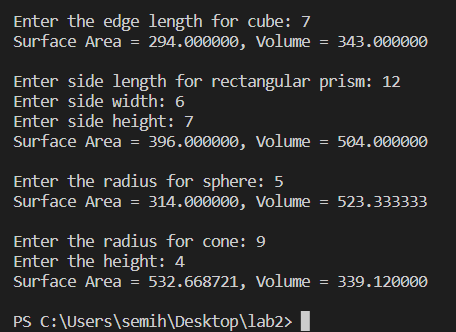 Enter the edge length for cube: 7
Surface Area = 294.000000, Volume = 343.000000
Enter side length for rectangular prism: 12
Enter side width: 6
Enter side height: 7
Surface Area = 396.000000, Volume = 504.000000
Enter the radius for sphere: 5
Surface Area = 314.000000, Volume = 523.333333
Enter the radius for cone: 9
Enter the height: 4
Surface Area = 532.668721, Volume = 339.120000
PS C:\Users\semih\Desktop\lab2>